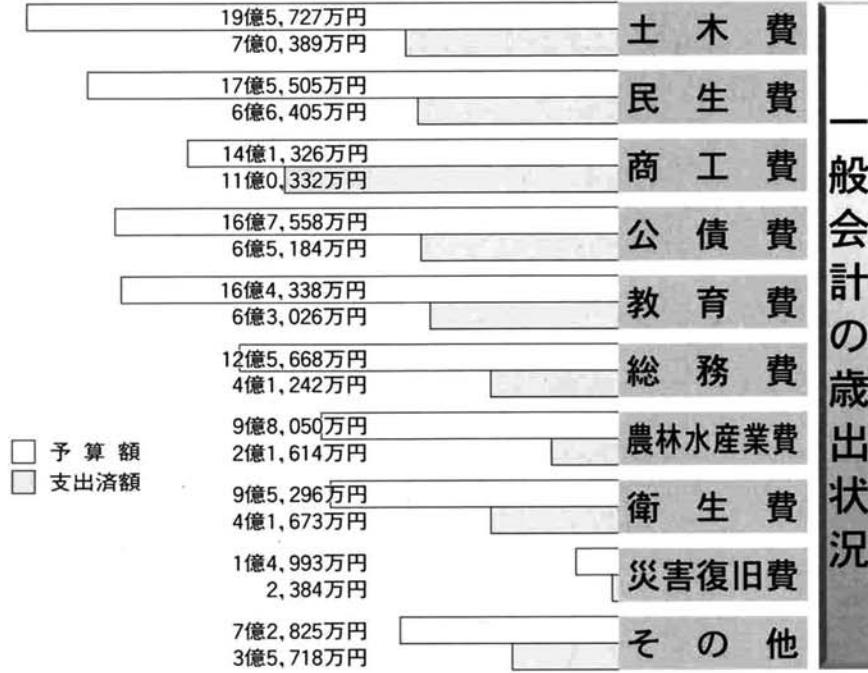 一般会計の歳出状況
土木費
19億5,727万円
7億0,389万円
民生費
17億5,505万円
6億6,405万円
商工費
14億1,326万円
11億0,332万円
公債費
16億7,558万円
6億5,184万円
教育費
16億4,338万円
6億3,026万円
総務費
12億5,668万円
4億1,242万円
農林水産業費
9億8,050万円
2億1,614万円
衛生費
9億5,296万円
4億1,673万円
災害復旧費
1億4,993万円
2,384万円
その他
7億2,825万円
3億5,718万円
予算額
支出済額